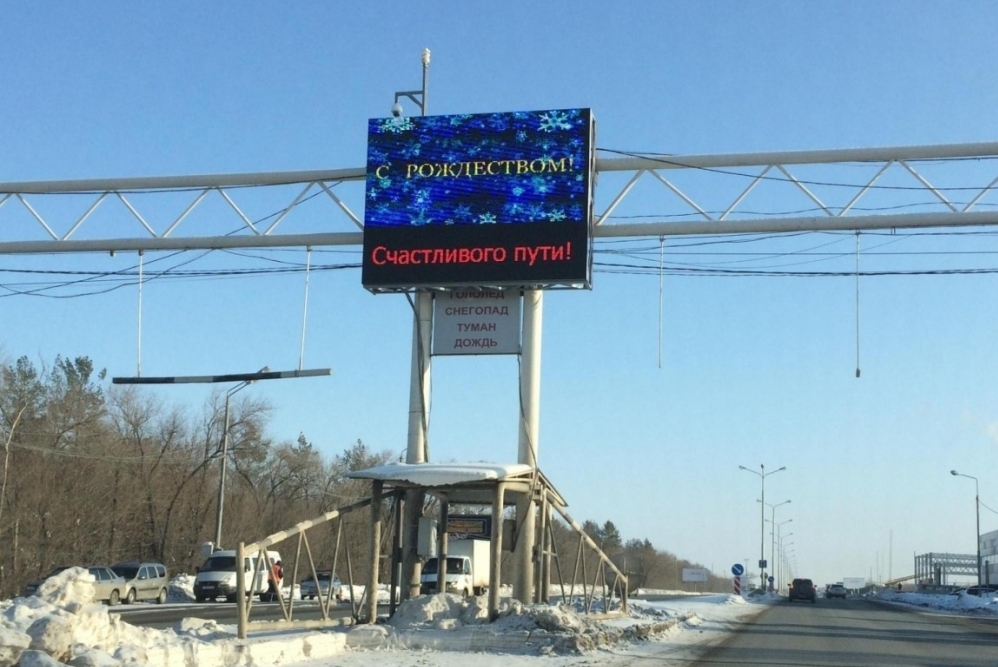 С РОЖДЕСТВОМ!
Счастливого пути!
ГОЛОЛЕД
СНЕГОПАД
ТУМАН
ДОЖДЬ